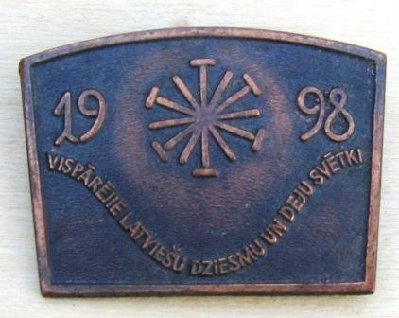 19 98
VISPĀRĒJIE LATVIEŠU DZIESMU UN DEJU SVĒTKI